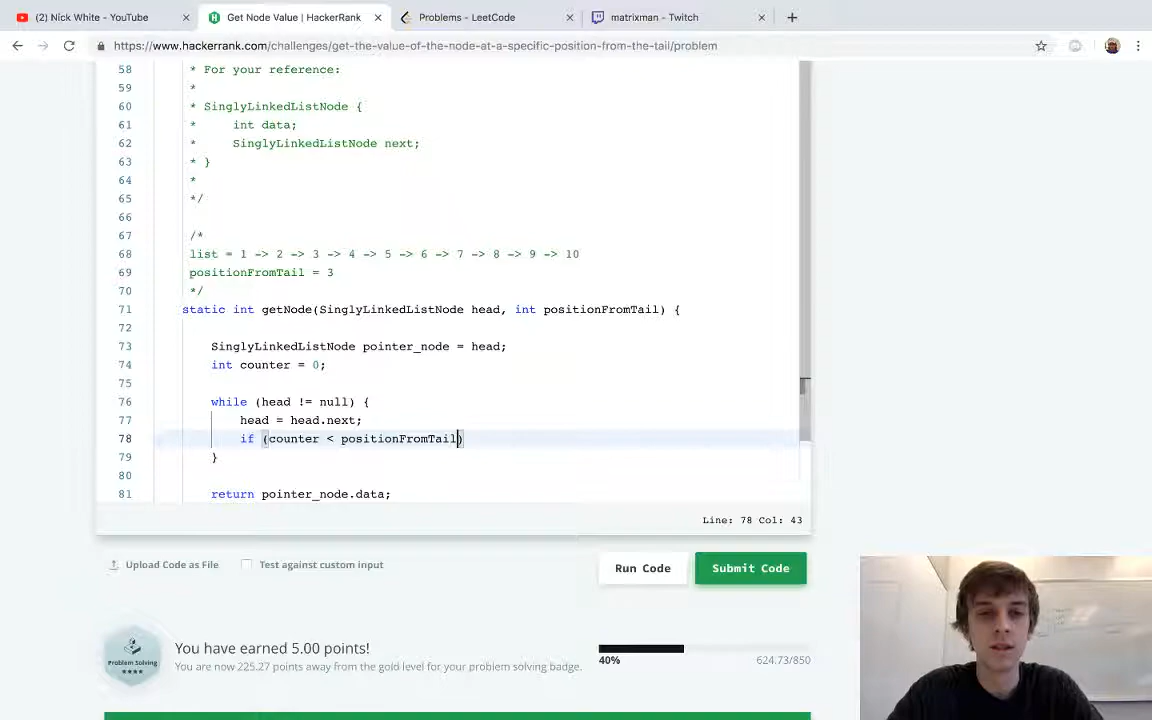 Nick White - YouTube
Get Node Value | HackerRank
Problems - LeetCode
matrixman - Twitch
https://www.hackerrank.com/challenges/get-the-value-of-the-node-at-a-specific-position-from-the-tail/problem
58 * For your reference:
59 *
60 * SinglyLinkedListNode {
61 * int data;
62 * SinglyLinkedListNode next;
63 * }
64 *
65 */
66
67 /*
68 list = 1 -> 2 -> 3 -> 4 -> 5 -> 6 -> 7 -> 8 -> 9 -> 10
69 positionFromTail = 3
70 */
71 static int getNode(SinglyLinkedListNode head, int positionFromTail) {
72
73 SinglyLinkedListNode pointer_node = head;
74 int counter = 0;
75
76 while (head != null) {
77 head = head.next;
78 if (counter < positionFromTail)
79 }
80
81 return pointer_node.data;
Line: 78 Col: 43
Upload Code as File
Test against custom input
Run Code
Submit Code
Problem Solving
You have earned 5.00 points!
You are now 225.27 points away from the gold level for your problem solving badge.
40%
624.73/850